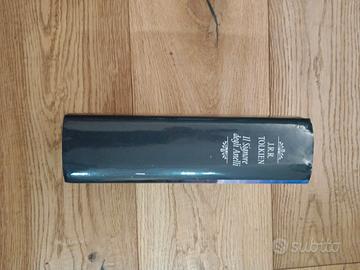 J.R.R.
TOLKIEN
Il Signore
degli Anelli
subito